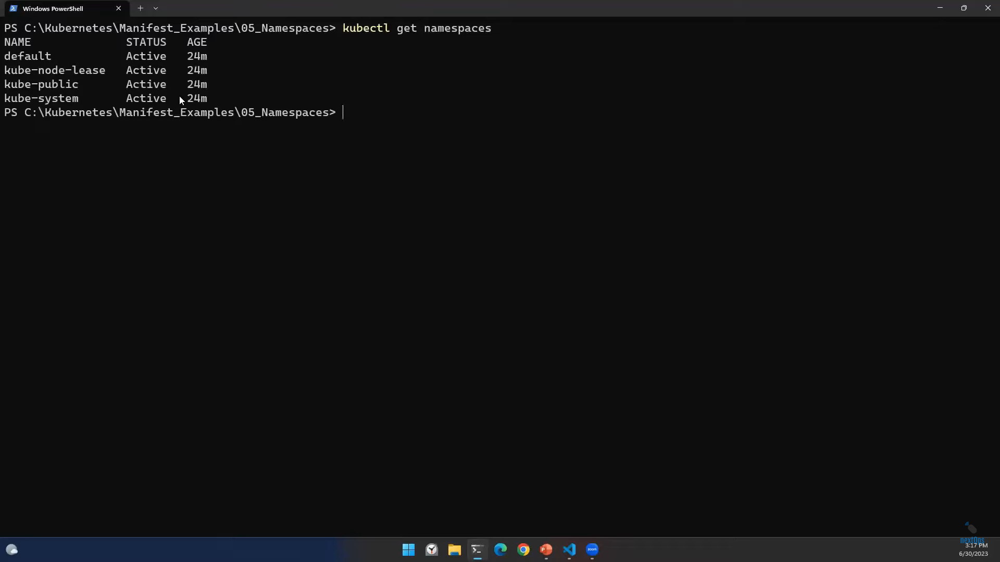 Windows PowerShell
PS C:\Kubernetes\Manifest_Examples\05_Namespaces> kubectl get namespaces
NAME STATUS AGE
default Active 24m
kube-node-lease Active 24m
kube-public Active 24m
kube-system Active 24m
PS C:\Kubernetes\Manifest_Examples\05_Namespaces>
nextOps
zoom
3:17 PM
6/30/2023